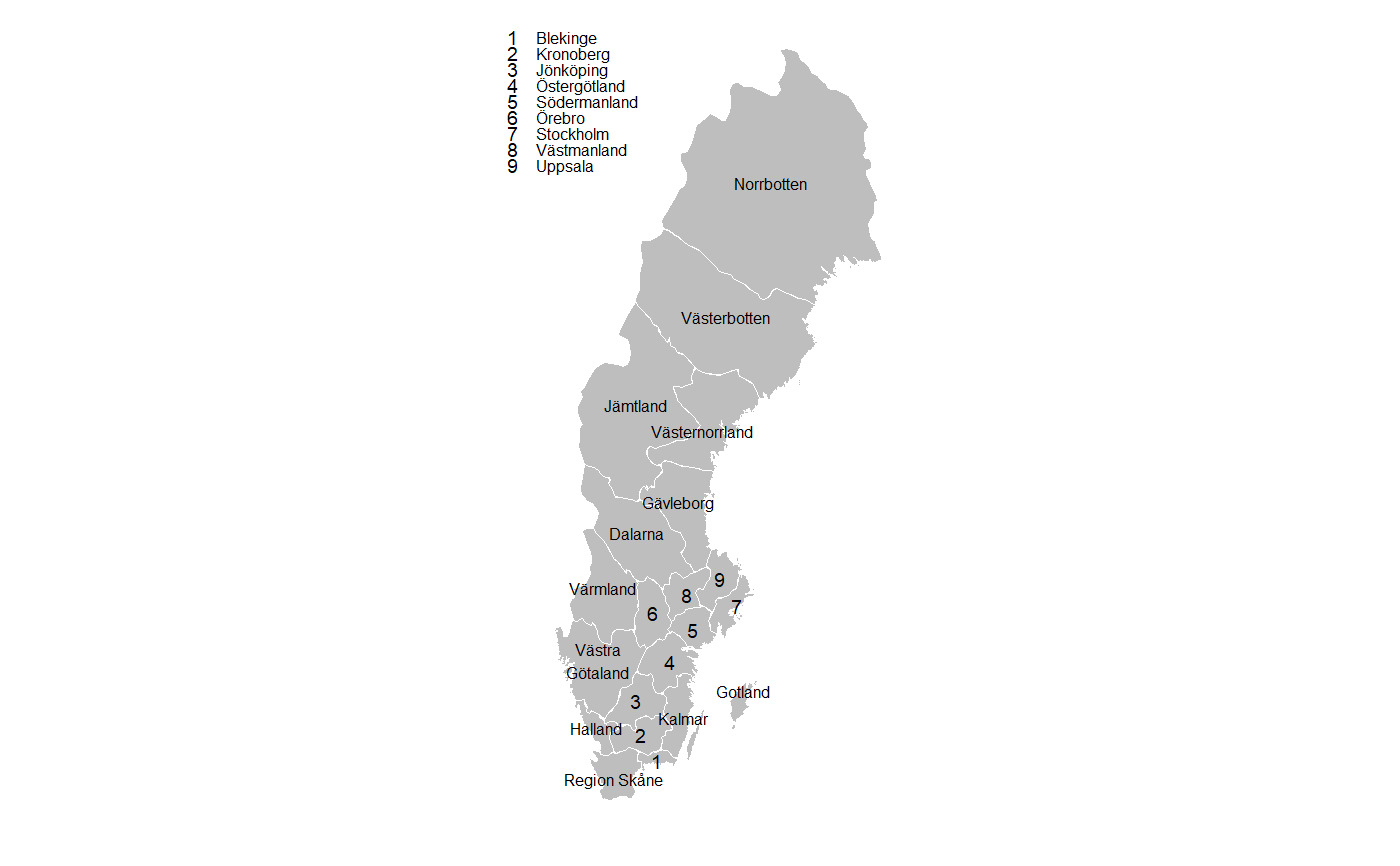 1 Blekinge
2 Kronoberg
3 Jönköping
4 Östergötland
5 Södermanland
6 Örebro
7 Stockholm
8 Västmanland
9 Uppsala
Norrbotten
Västerbotten
Jämtland
Västernorrland
Gävleborg
Dalarna
9
Värmland
8
7
6
5
Västra
4
Götaland
Gotland
3
Kalmar
Halland
2
1
Region Skåne